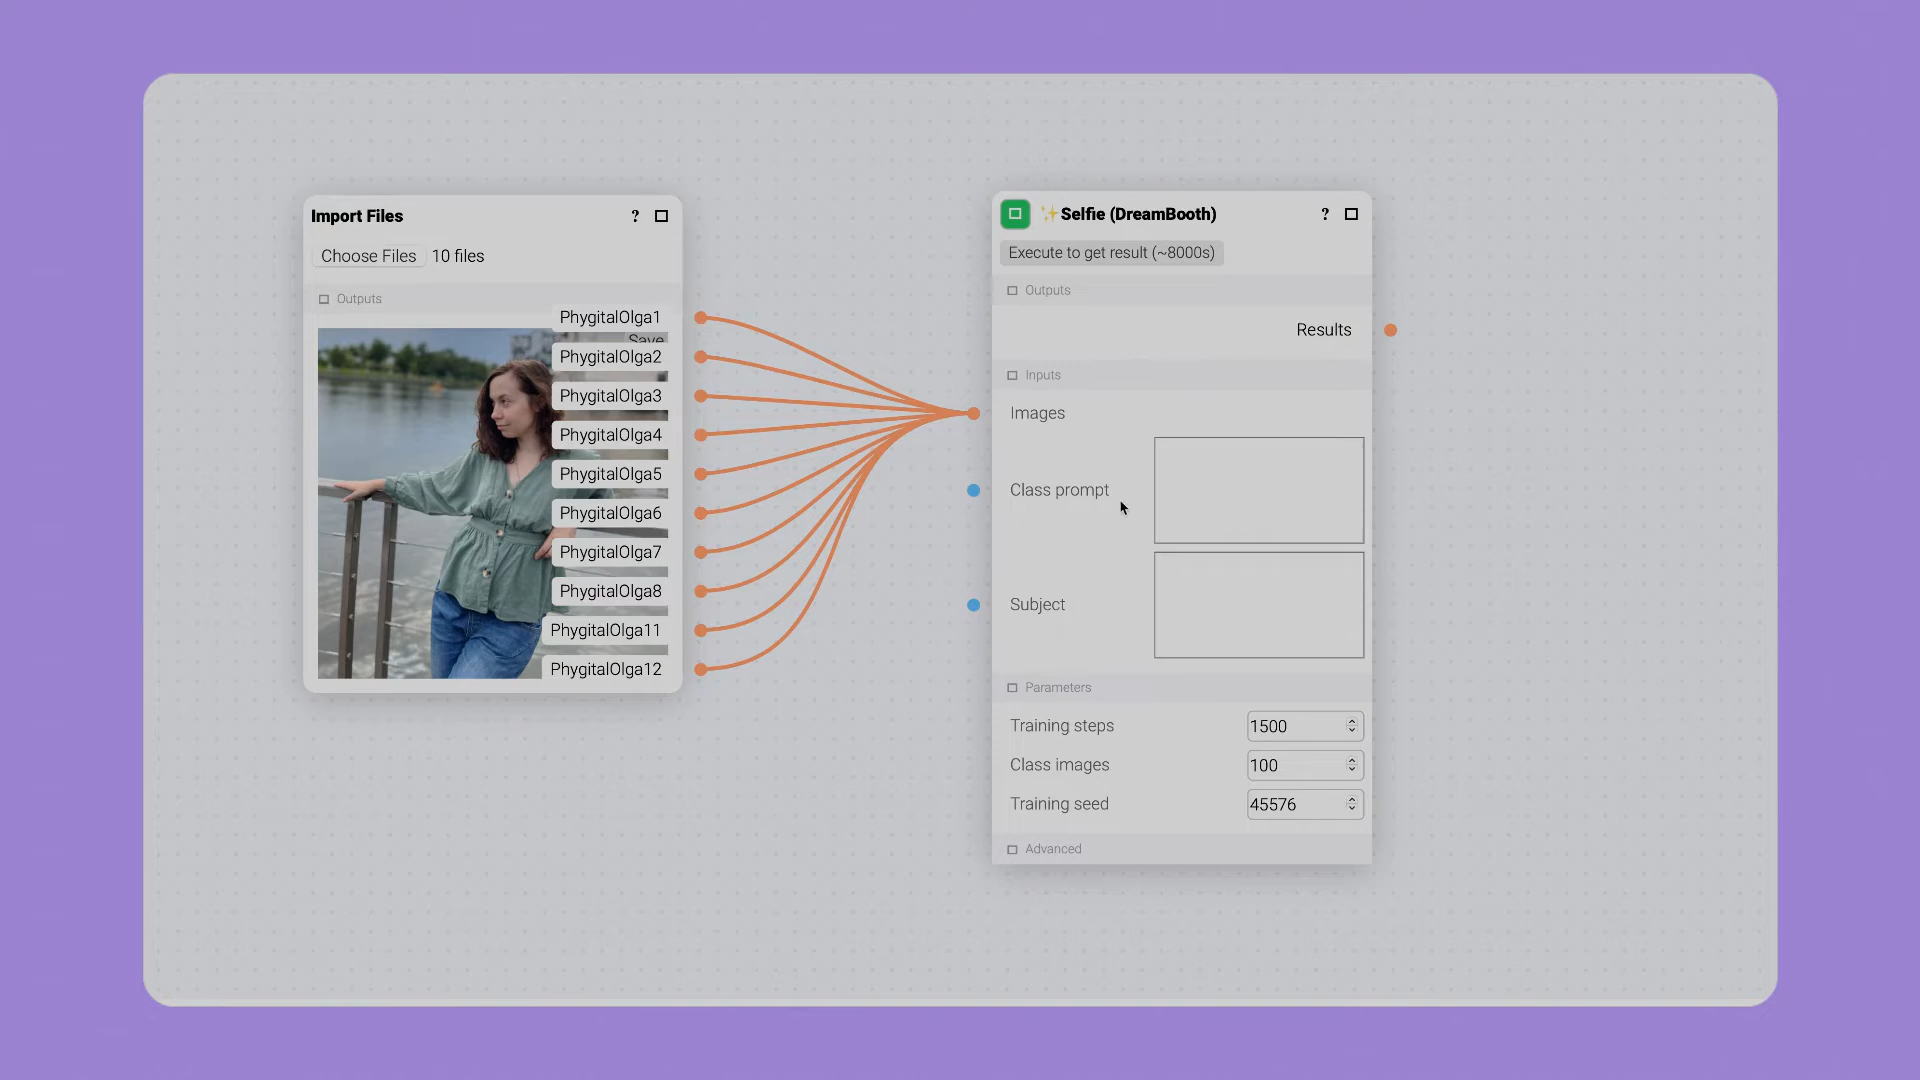 Import Files
?
Choose Files 10 files
Outputs
PhygitalOlga1
Save
PhygitalOlga2
PhygitalOlga3
PhygitalOlga4
PhygitalOlga5
PhygitalOlga6
PhygitalOlga7
PhygitalOlga8
PhygitalOlga11
PhygitalOlga12
✨Selfie (DreamBooth)
?
Execute to get result (~8000s)
Outputs
Results
Inputs
Images
Class prompt
Subject
Parameters
Training steps 1500
Class images 100
Training seed 45576
Advanced